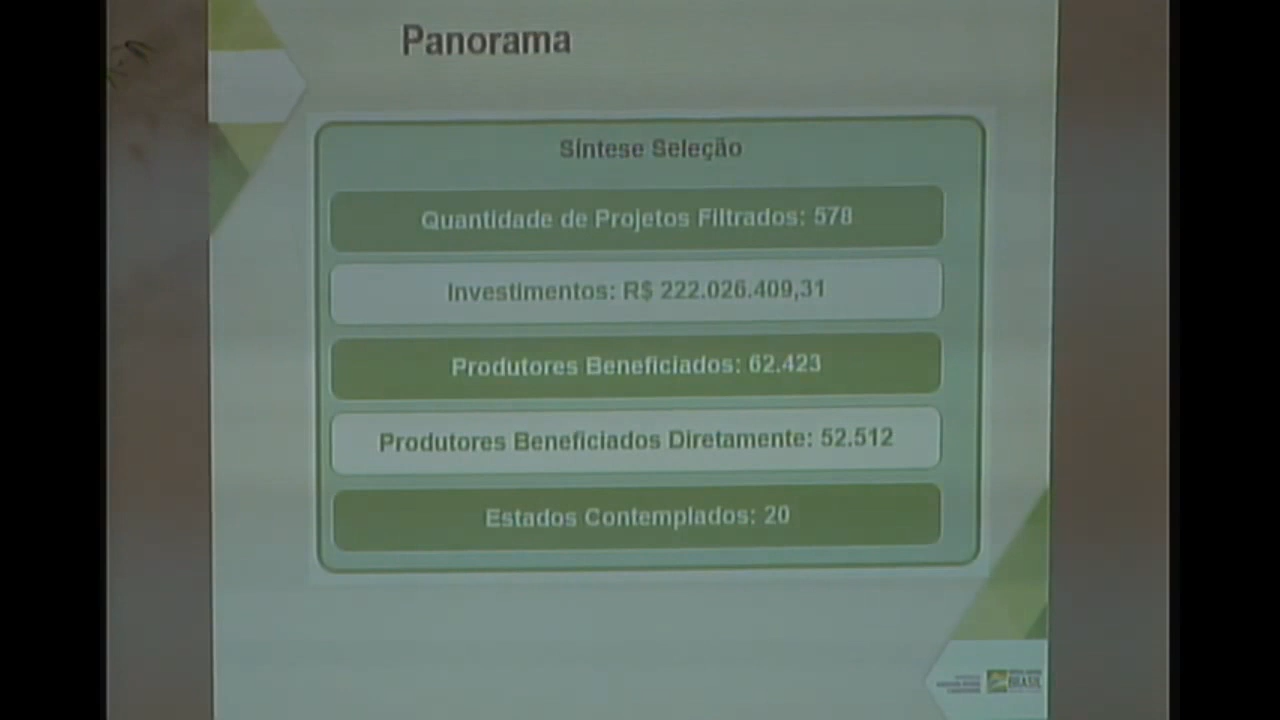 Panorama
Síntese Seleção
Quantidade de Projetos Filtrados: 578
Investimentos: R$ 222.026.409,31
Produtores Beneficiados: 62.423
Produtores Beneficiados Diretamente: 52.512
Estados Contemplados: 20
BRASIL